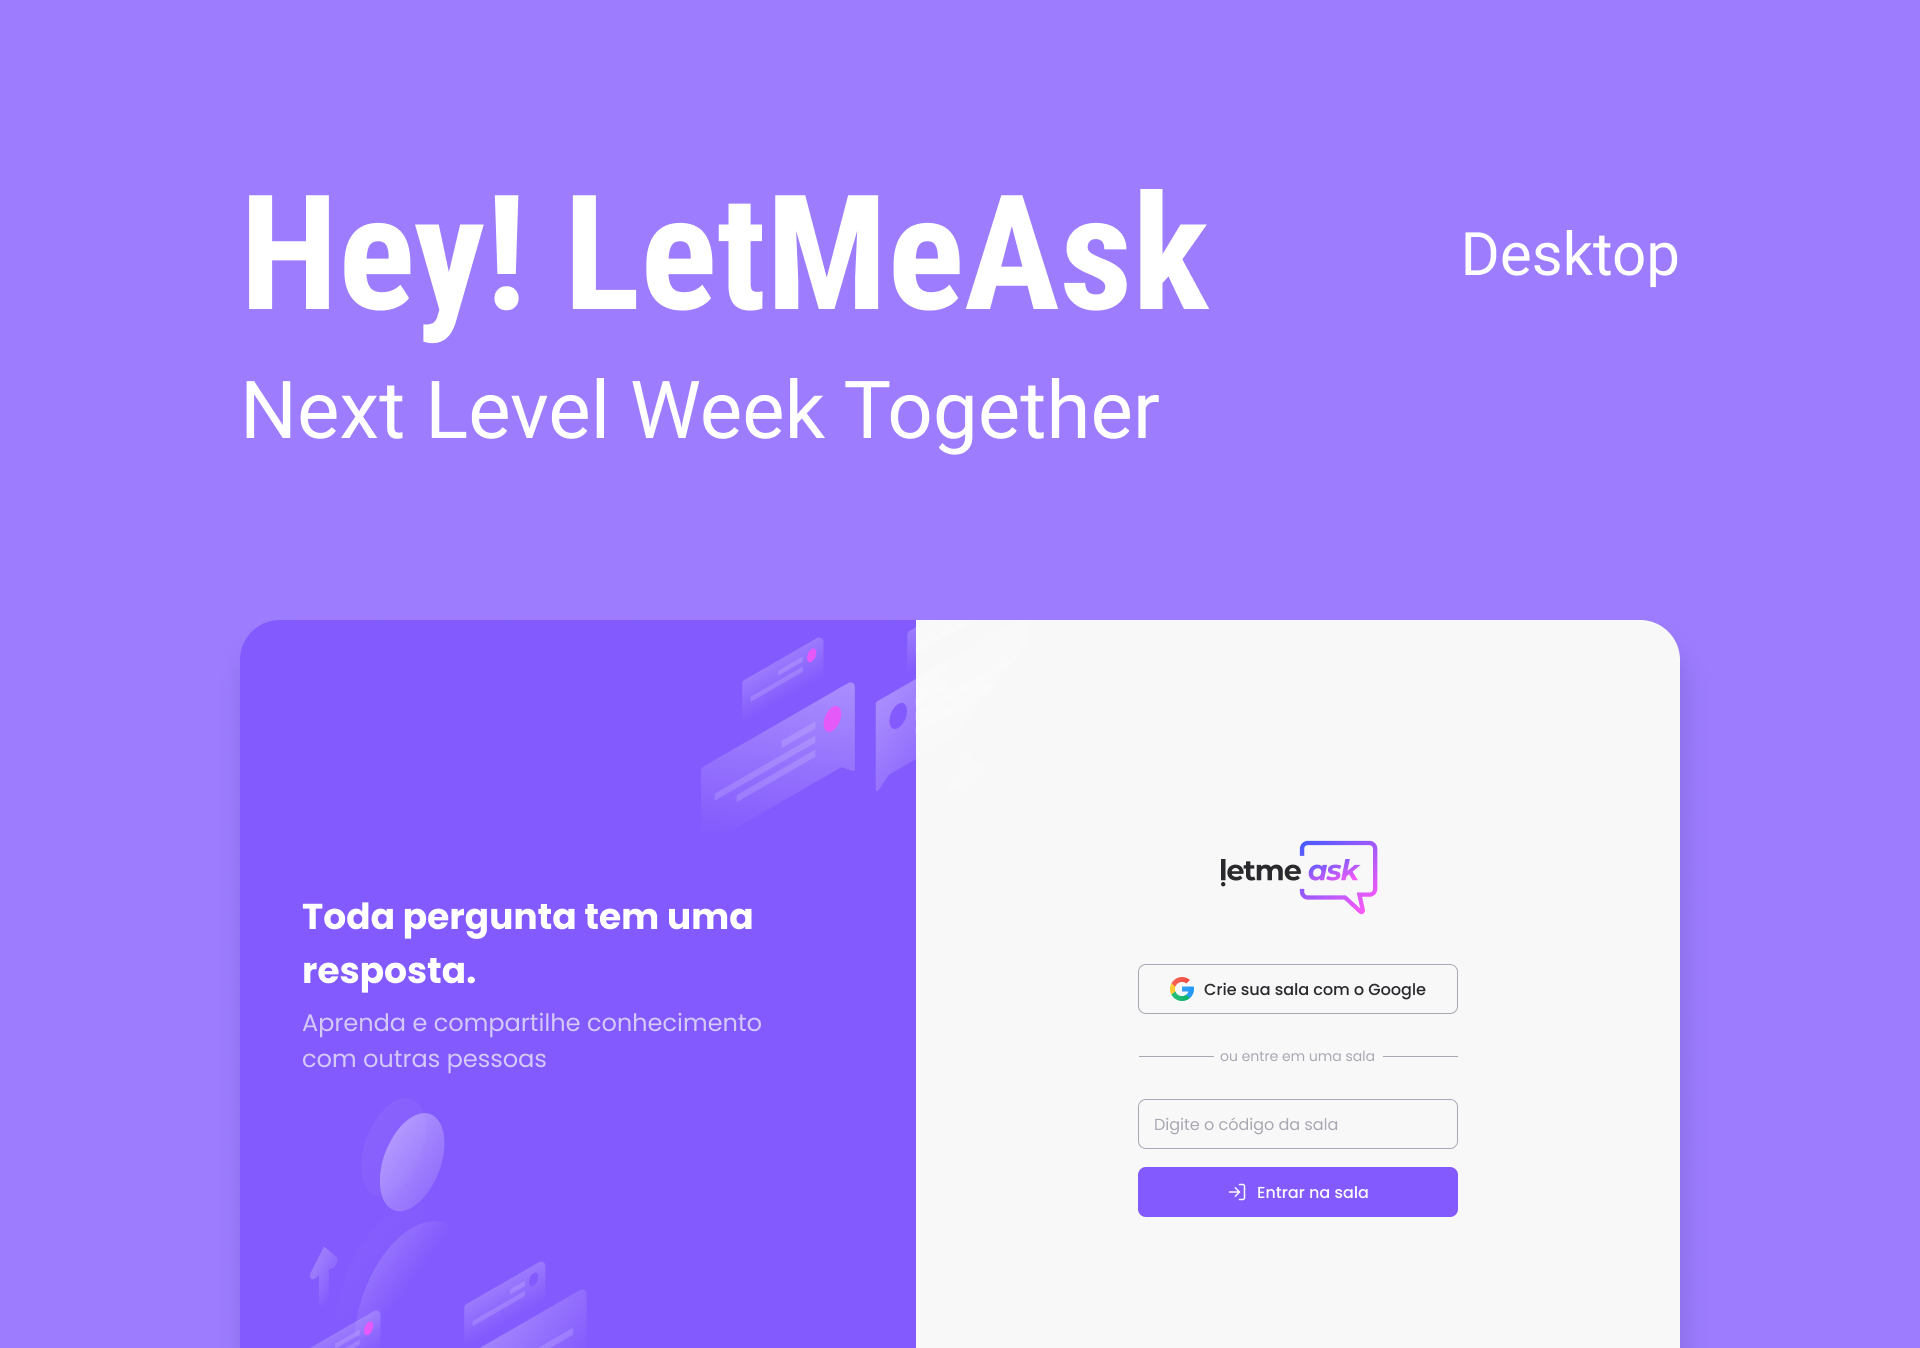 Hey! LetMeAsk
Desktop
Next Level Week Together
Toda pergunta tem uma
resposta.
Aprenda e compartilhe conhecimento
com outras pessoas
letme ask
Crie sua sala com o Google
ou entre em uma sala
Digite o código da sala
Entrar na sala